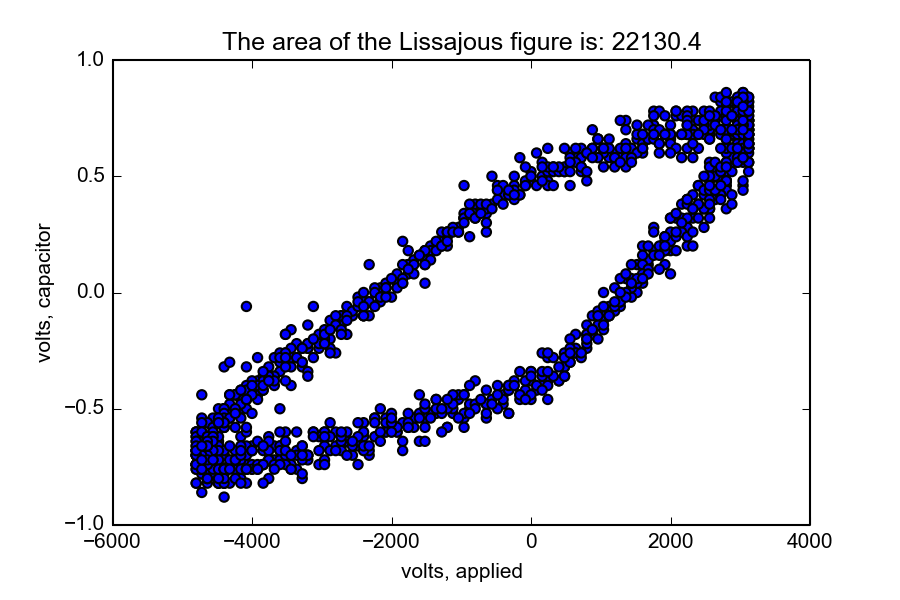 The area of the Lissajous figure is: 22130.4
1.0
0.5
0.0
−0.5
−1.0
volts, capacitor
−6000 −4000 −2000 0 2000 4000
volts, applied